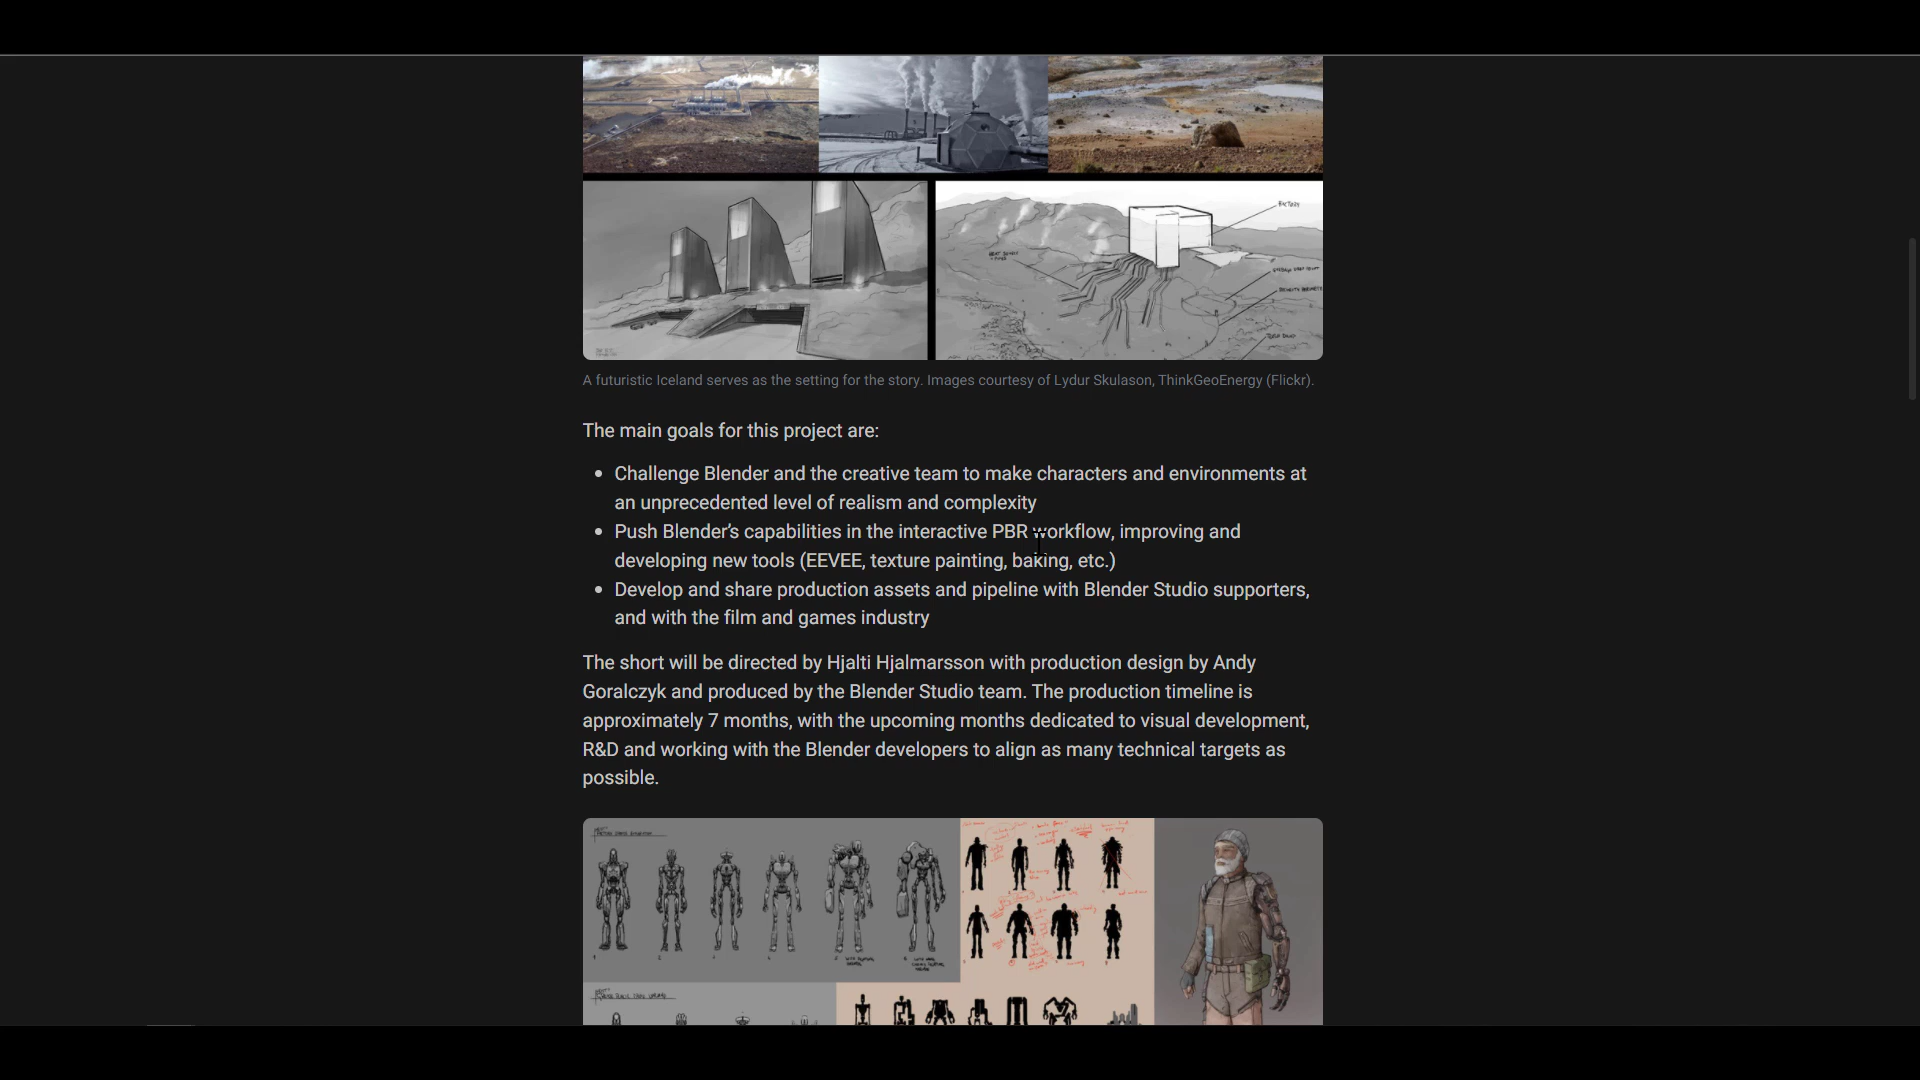 FACTORY
A futuristic Iceland serves as the setting for the story. Images courtesy of Lydur Skulason, ThinkGeoEnergy (Flickr).
The main goals for this project are:
Challenge Blender and the creative team to make characters and environments at
an unprecedented level of realism and complexity
Push Blender’s capabilities in the interactive PBR workflow, improving and
developing new tools (EEVEE, texture painting, baking, etc.)
Develop and share production assets and pipeline with Blender Studio supporters,
and with the film and games industry
The short will be directed by Hjalti Hjalmarsson with production design by Andy
Goralczyk and produced by the Blender Studio team. The production timeline is
approximately 7 months, with the upcoming months dedicated to visual development,
R&D and working with the Blender developers to align as many technical targets as
possible.